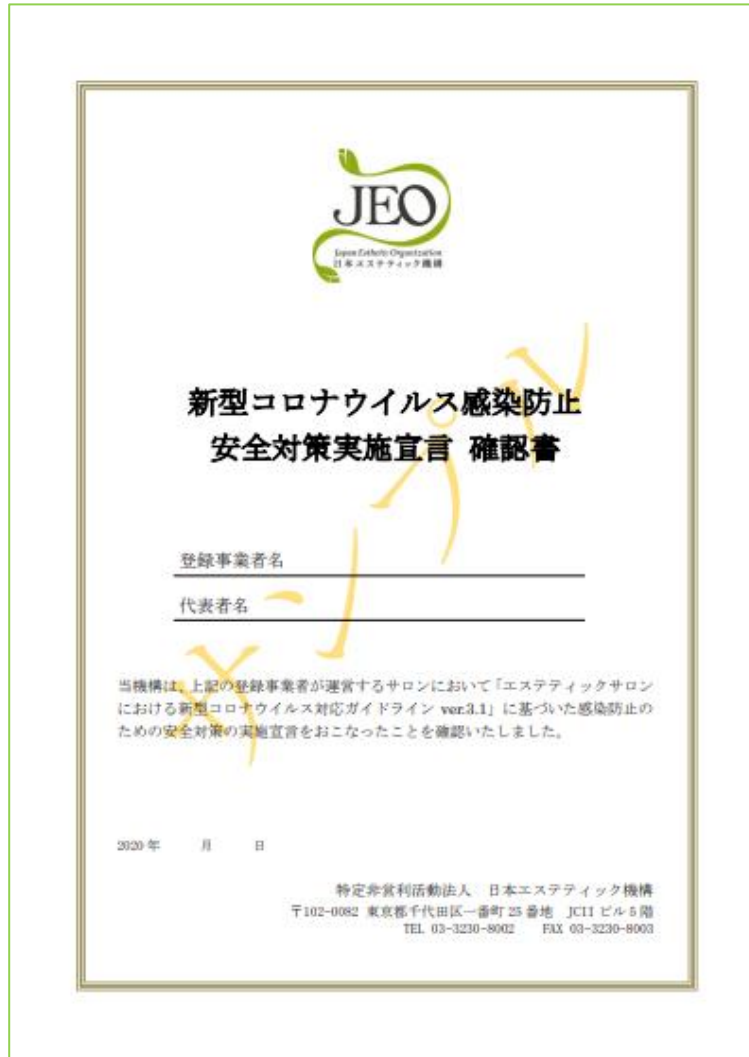 JEO
Japan Esthetic Organization
日本エステティック機構
サンプル
新型コロナウイルス感染防止
安全対策実施宣言 確認書
登録事業者名
代表者名
当機構は、上記の登録事業者が運営するサロンにおいて「エステティックサロン
における新型コロナウイルス対応ガイドライン ver.3.1」に基づいた感染防止の
ための安全対策の実施宣言をおこなったことを確認いたしました。
2020 年 月 日
特定非営利活動法人 日本エステティック機構
〒102-0082 東京都千代田区一番町 25 番地 JCII ビル 5 階
TEL 03-3230-8002 FAX 03-3230-8003